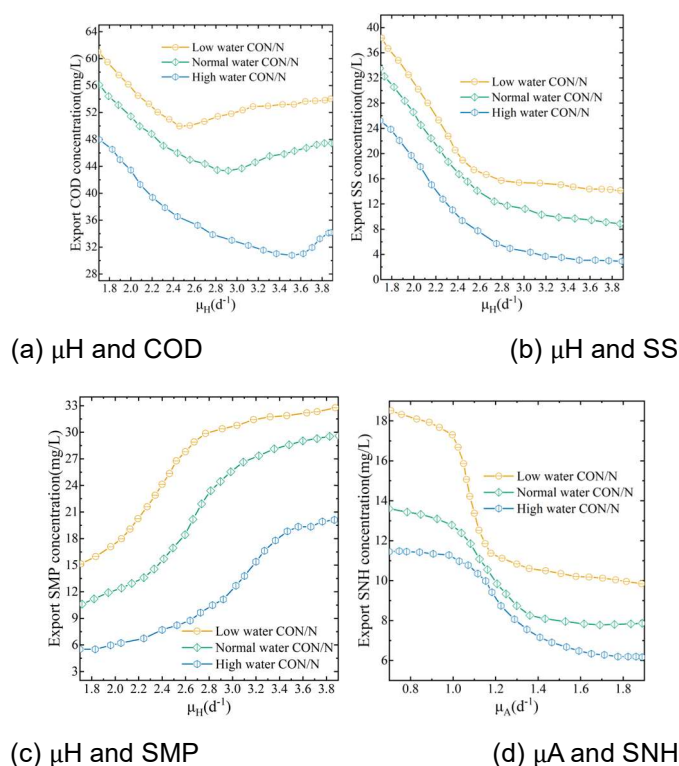 64
60
56
52
48
44
40
36
32
28
Export COD concentration(mg/L)
Low water CON/N
Normal water CON/N
High water CON/N
1.8 2.0 2.2 2.4 2.6 2.8 3.0 3.2 3.4 3.6 3.8
μH(d-1)
40
36
32
28
24
20
16
12
8
4
0
Export SS concentration(mg/L)
Low water CON/N
Normal water CON/N
High water CON/N
1.8 2.0 2.2 2.4 2.6 2.8 3.0 3.2 3.4 3.6 3.8
μH(d-1)
(a) μH and COD
(b) μH and SS
33
30
27
24
21
18
15
12
9
6
3
Export SMP concentration(mg/L)
Low water CON/N
Normal water CON/N
High water CON/N
1.8 2.0 2.2 2.4 2.6 2.8 3.0 3.2 3.4 3.6 3.8
μH(d-1)
18
16
14
12
10
8
6
Export SNH concentration(mg/L)
Low water CON/N
Normal water CON/N
High water CON/N
0.8 1.0 1.2 1.4 1.6 1.8
μA(d-1)
(c) μH and SMP
(d) μA and SNH